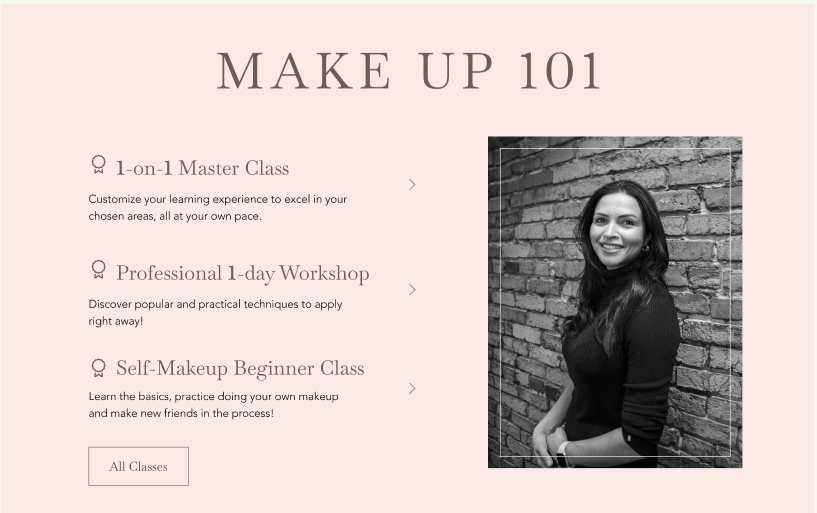 MAKE UP 101
1-on-1 Master Class
Customize your learning experience to excel in your
chosen areas, all at your own pace.
Professional 1-day Workshop
Discover popular and practical techniques to apply
right away!
Self-Makeup Beginner Class
Learn the basics, practice doing your own makeup
and make new friends in the process!
All Classes